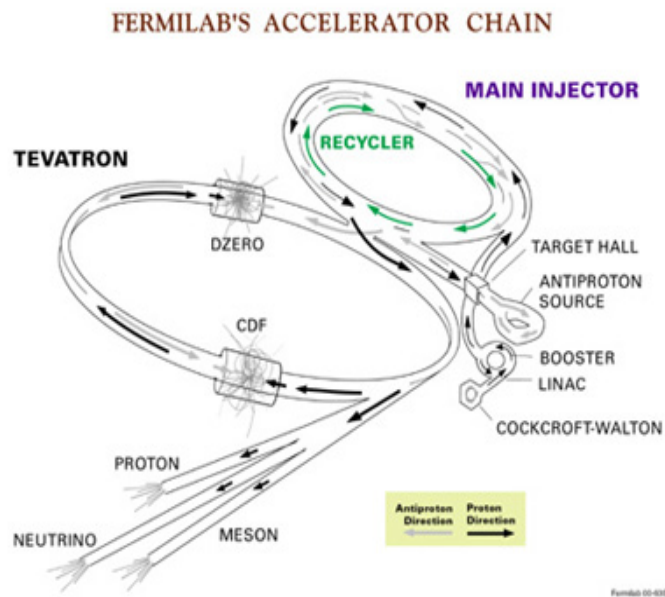 FERMILAB'S ACCELERATOR CHAIN
MAIN INJECTOR
RECYCLER
TEVATRON
DZERO
TARGET HALL
ANTIPROTON
SOURCE
CDF
BOOSTER
LINAC
COCKCROFT-WALTON
PROTON
NEUTRINO
MESON
Antiproton
Direction
Proton
Direction